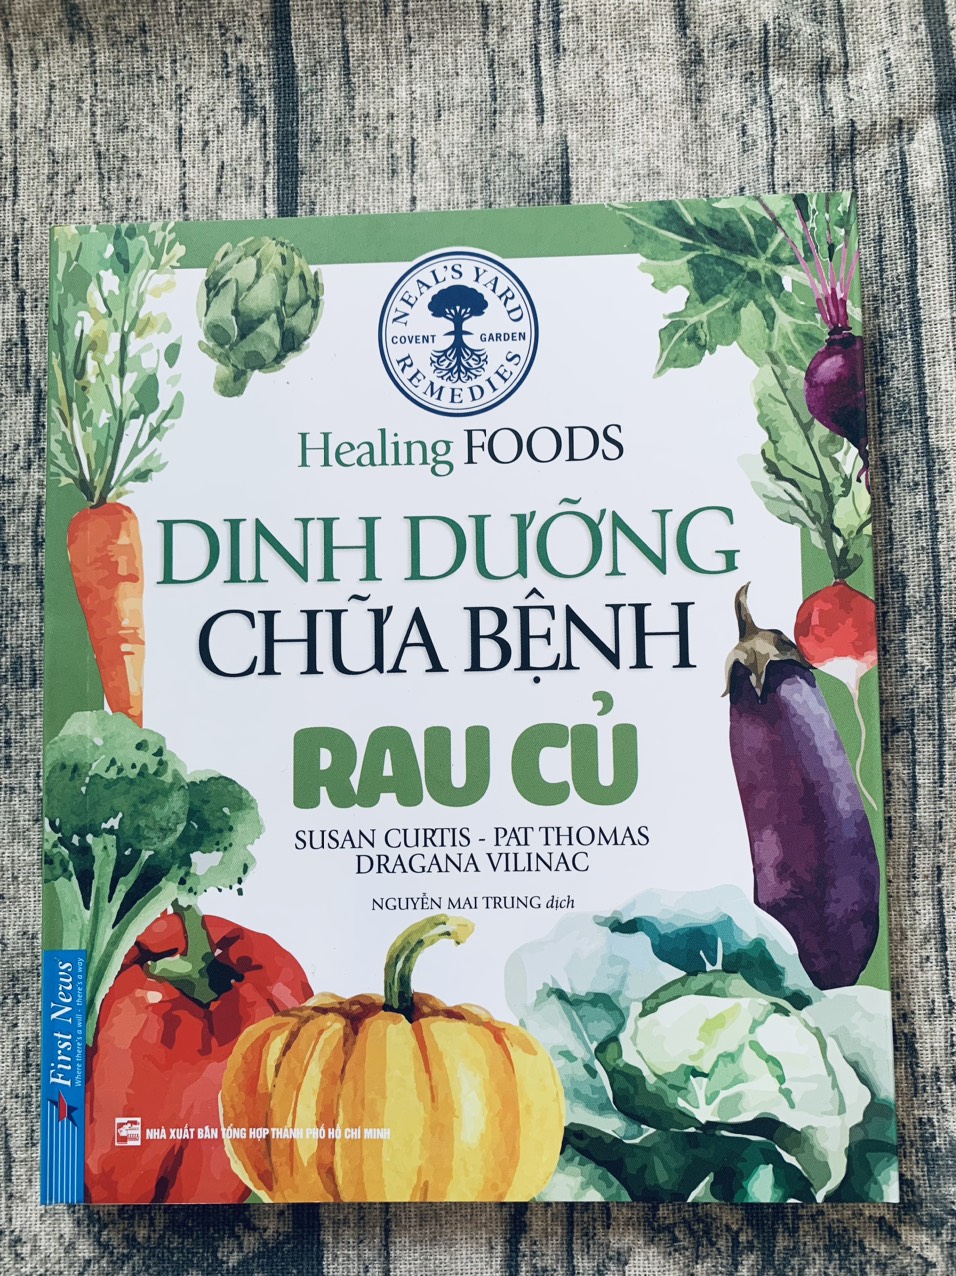 NEAL'S YARD
COVENT GARDEN
REMEDIES
Healing FOODS
DINH DƯỠNG
CHỮA BỆNH
RAU CỦ
SUSAN CURTIS - PAT THOMAS
DRAGANA VILINAC
NGUYỄN MAI TRUNG dịch
First News
Where there's a will - there's a way
NHÀ XUẤT BẢN TỔNG HỢP THÀNH PHỐ HỒ CHÍ MINH